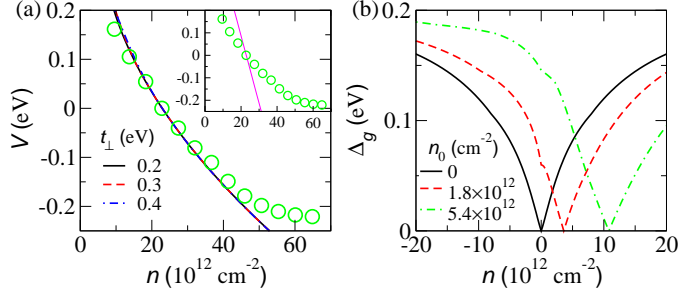 (a)
0.2
0.1
0
-0.1
-0.2
V (eV)
t⊥ (eV)
0.2
0.3
0.4
0 20 40 60
n (10¹² cm⁻²)
0.1
0
-0.1
-0.2
0 20 40 60
(b)
0.2
0.1
0
Δg (eV)
n₀ (cm⁻²)
0
1.8×10¹²
5.4×10¹²
-20 -10 0 10 20
n (10¹² cm⁻²)